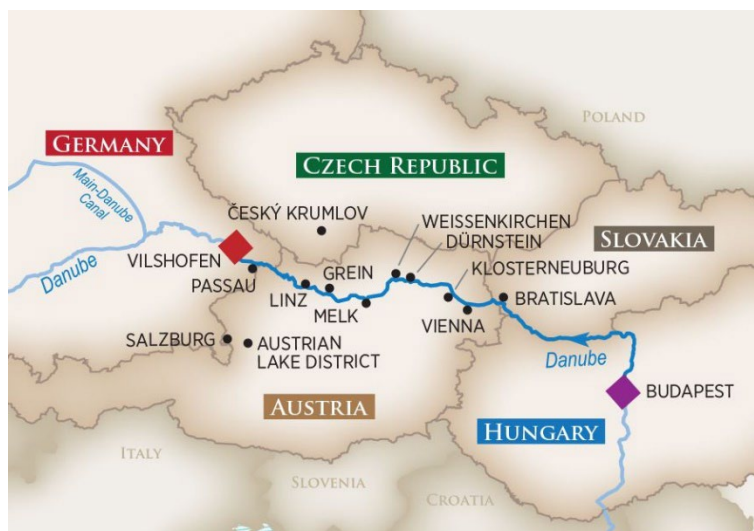 POLAND
GERMANY
CZECH REPUBLIC
Main-Danube
Canal
ČESKÝ KRUMLOV
WEISSENKIRCHEN
DÜRNSTEIN
SLOVAKIA
Danube
VILSHOFEN
PASSAU
GREIN
KLOSTERNEUBURG
LINZ
MELK
BRATISLAVA
VIENNA
SALZBURG
AUSTRIAN
LAKE DISTRICT
Danube
BUDAPEST
AUSTRIA
HUNGARY
ITALY
SLOVENIA
CROATIA